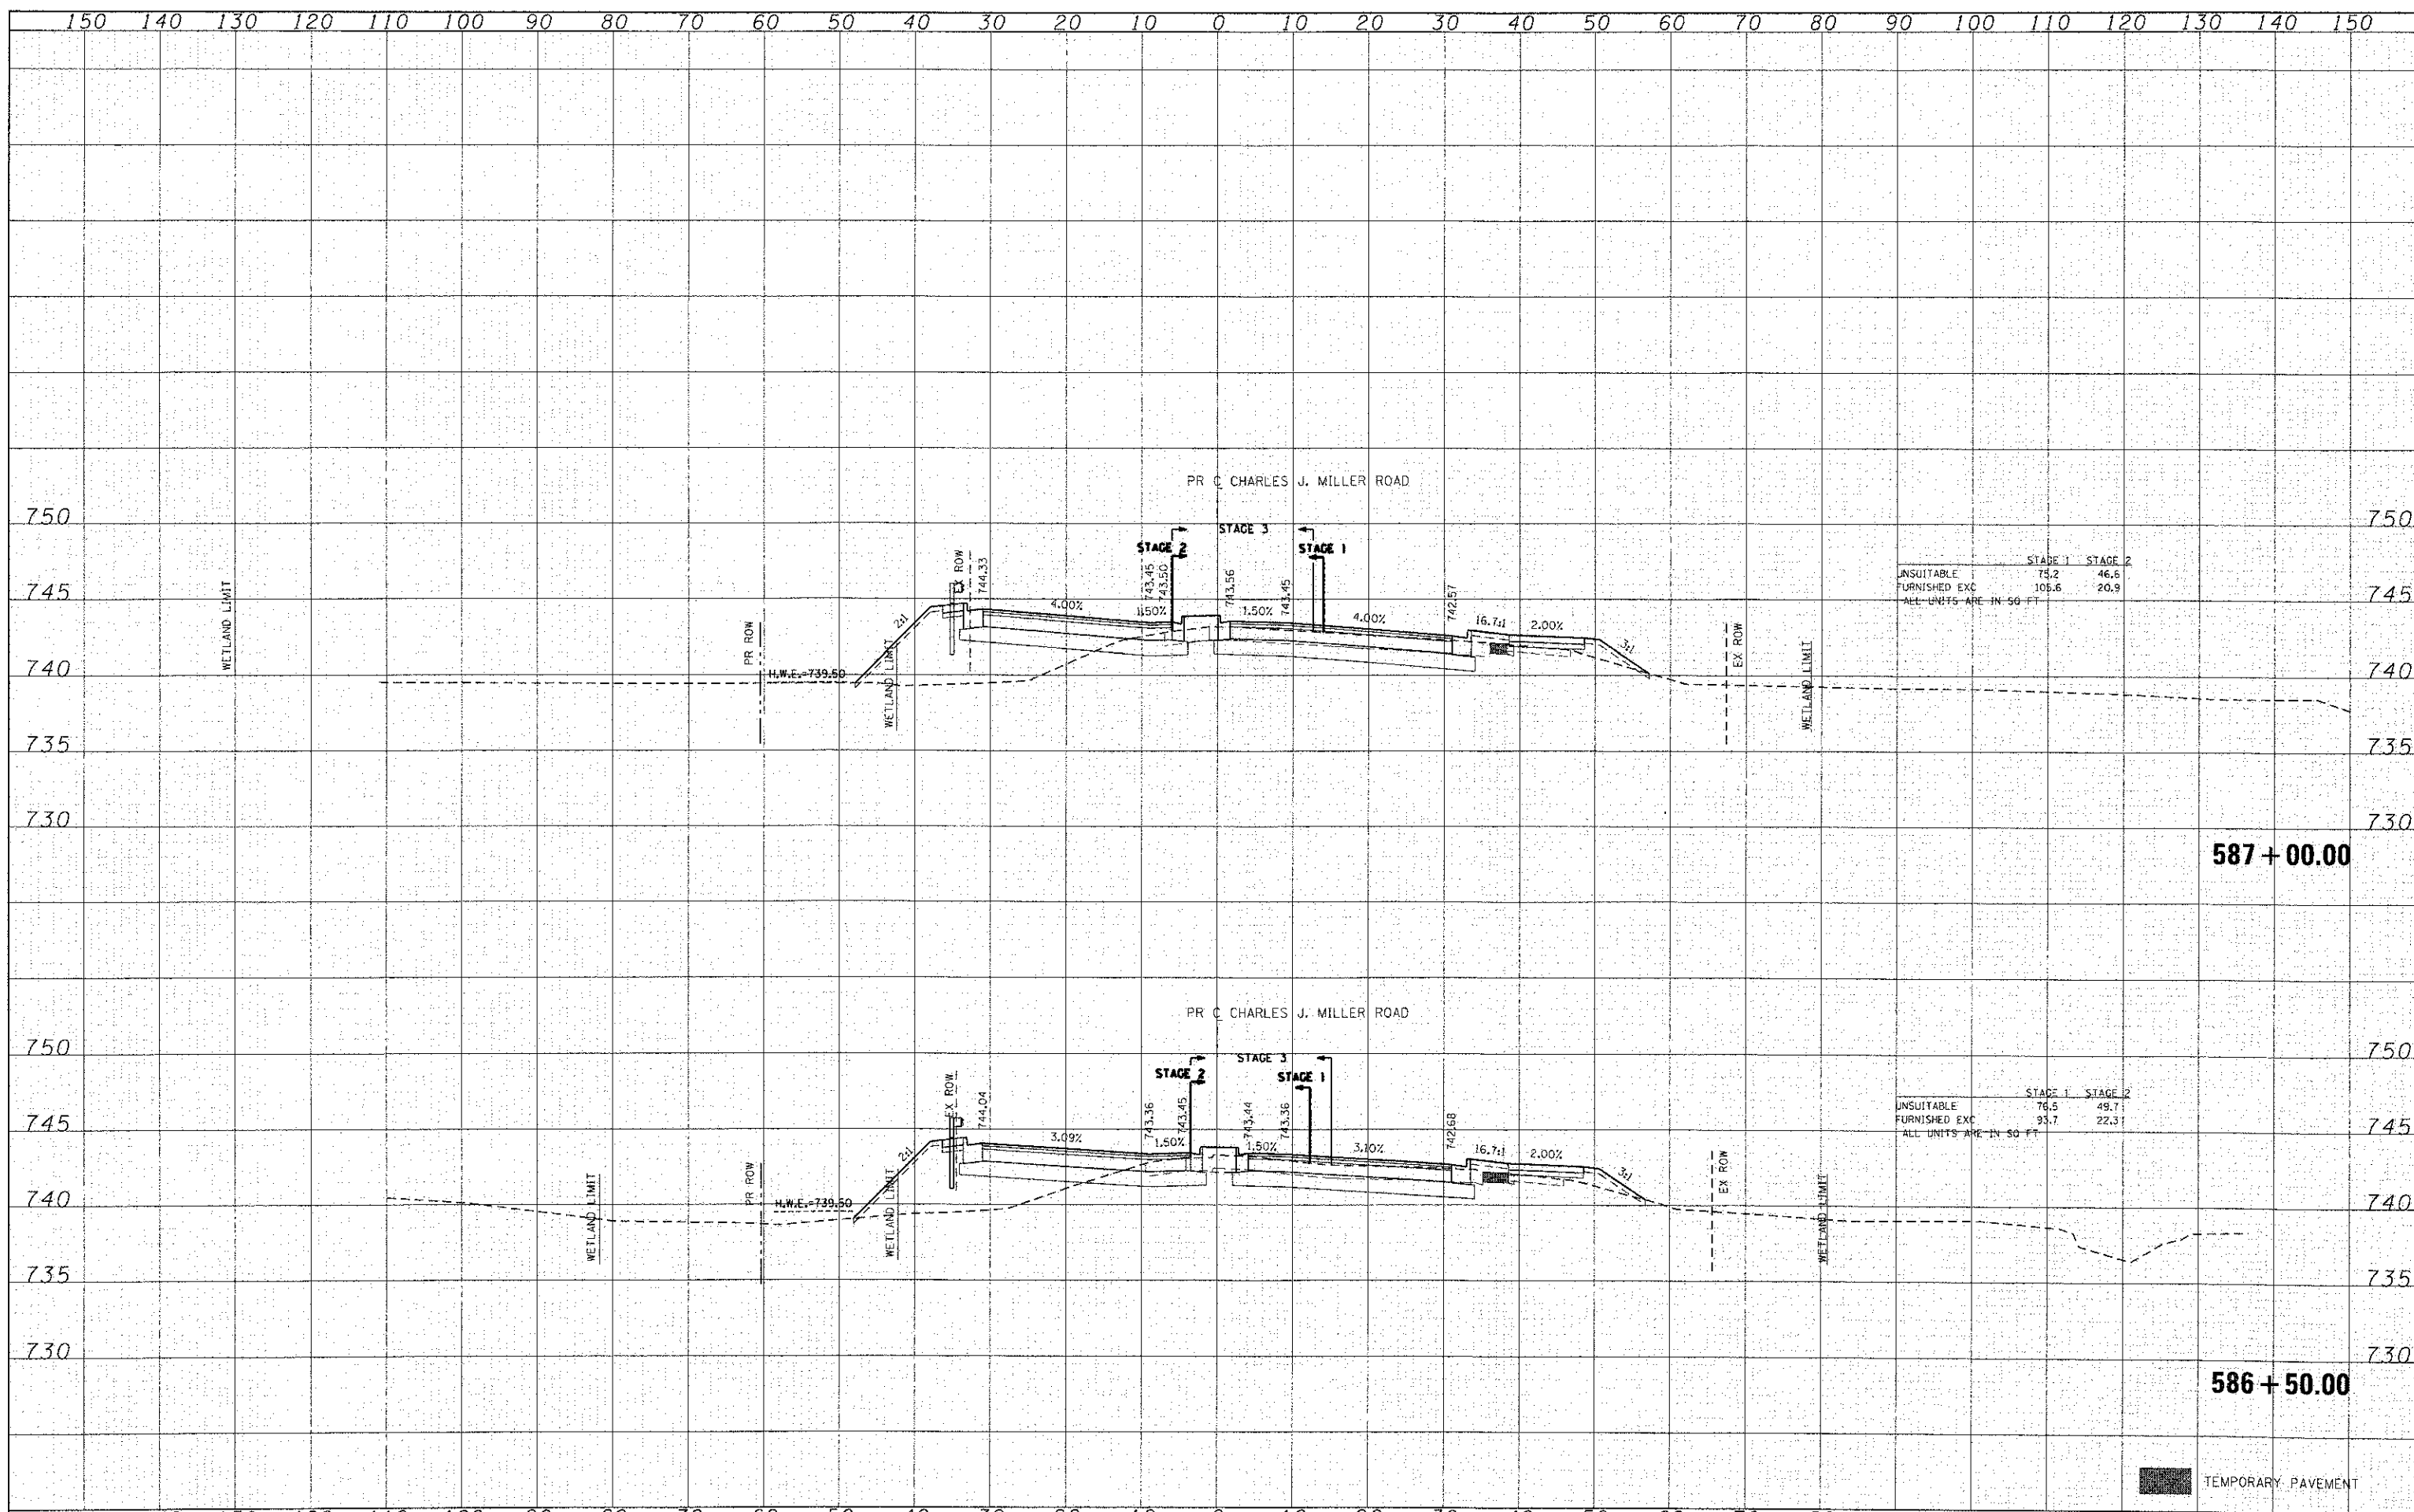 150 140 130 120 110 100 90 80 70 60 50 40 30 20 10 0 10 20 30 40 50 60 70 80 90 100 110 120 130 140 150
PR ℄ CHARLES J. MILLER ROAD
750 750
STAGE 3
STAGE 2 STAGE 1
STAGE 1 STAGE 2
UNSUITABLE 75.2 46.6
FURNISHED EXC 105.6 20.9
ALL UNITS ARE IN SQ FT
745 745
WETLAND LIMIT
PR ROW
2:1
WETLAND LIMIT
EX ROW
744.33
4.00%
743.45
743.50
1.50%
743.56
1.50%
743.45
4.00%
742.57
16.7:1
2.00%
3:1
EX ROW
WETLAND LIMIT
H.W.E.=739.50
740 740
735 735
730 730
587+00.00
PR ℄ CHARLES J. MILLER ROAD
750 750
STAGE 3
STAGE 2 STAGE 1
STAGE 1 STAGE 2
UNSUITABLE 76.5 49.7
FURNISHED EXC 93.7 22.3
ALL UNITS ARE IN SQ FT
745 745
WETLAND LIMIT
PR ROW
2:1
WETLAND LIMIT
EX ROW
744.04
3.09%
743.36
743.45
1.50%
743.44
1.50%
743.36
3.10%
742.68
16.7:1
2.00%
3:1
EX ROW
WETLAND LIMIT
H.W.E.=739.50
740 740
735 735
730 730
586+50.00
TEMPORARY PAVEMENT